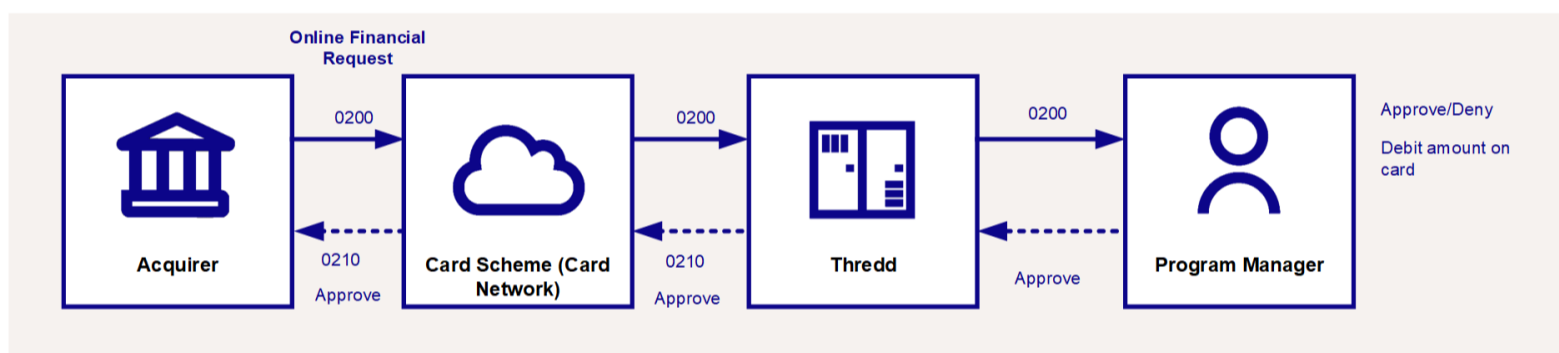 Online Financial
Request
0200
0200
0200
Approve/Deny
Debit amount on
card
Acquirer
Card Scheme (Card
Network)
Thredd
Program Manager
0210
Approve
0210
Approve
Approve